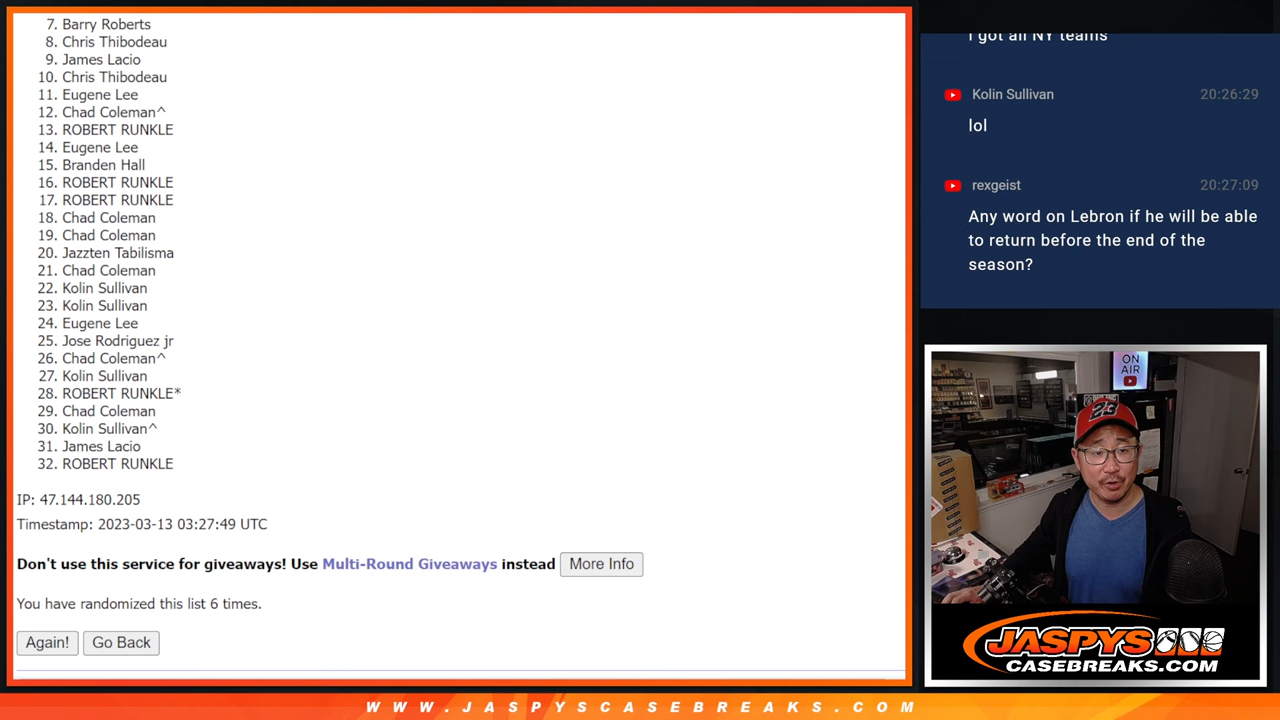 7. Barry Roberts
8. Chris Thibodeau
9. James Lacio
10. Chris Thibodeau
11. Eugene Lee
12. Chad Coleman^
13. ROBERT RUNKLE
14. Eugene Lee
15. Branden Hall
16. ROBERT RUNKLE
17. ROBERT RUNKLE
18. Chad Coleman
19. Chad Coleman
20. Jazzten Tabilisma
21. Chad Coleman
22. Kolin Sullivan
23. Kolin Sullivan
24. Eugene Lee
25. Jose Rodriguez jr
26. Chad Coleman^
27. Kolin Sullivan
28. ROBERT RUNKLE*
29. Chad Coleman
30. Kolin Sullivan^
31. James Lacio
32. ROBERT RUNKLE
IP: 47.144.180.205
Timestamp: 2023-03-13 03:27:49 UTC
Don't use this service for giveaways! Use Multi-Round Giveaways instead More Info
You have randomized this list 6 times.
Again! Go Back
I got all NY teams
Kolin Sullivan 20:26:29
lol
rexgeist 20:27:09
Any word on Lebron if he will be able
to return before the end of the
season?
ON
AIR
23
JASPYS
CASEBREAKS.COM
WWW.JASPYSCASEBREAKS.COM